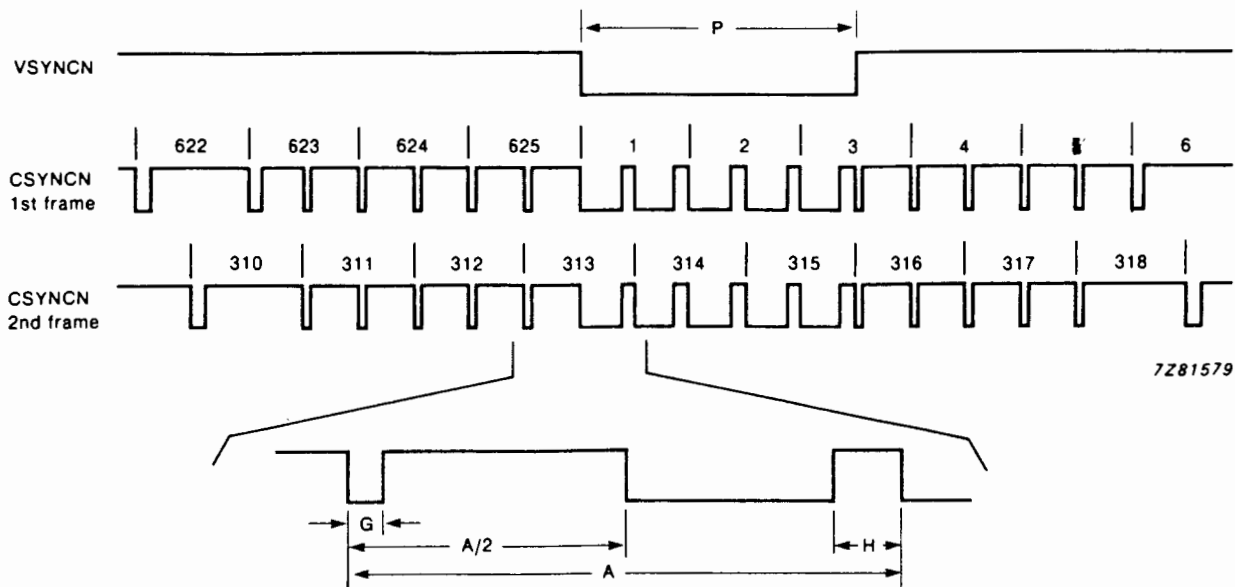 P
VSYNCN
622 623 624 625 1 2 3 4 5 6
CSYNCN
1st frame
310 311 312 313 314 315 316 317 318
CSYNCN
2nd frame
7Z81579
G
A/2
H
A